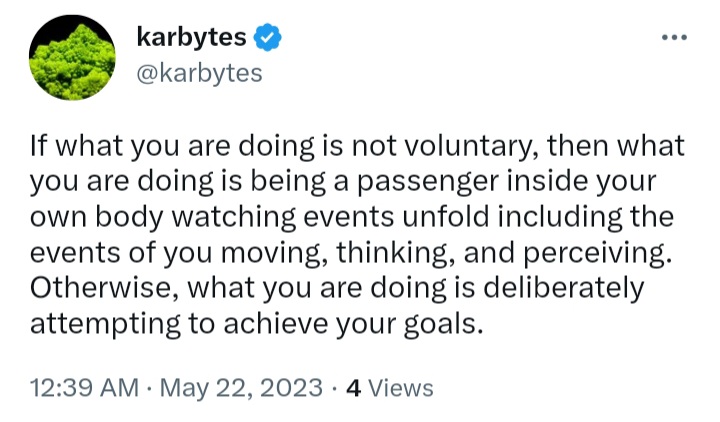 karbytes
@karbytes
If what you are doing is not voluntary, then what
you are doing is being a passenger inside your
own body watching events unfold including the
events of you moving, thinking, and perceiving.
Otherwise, what you are doing is deliberately
attempting to achieve your goals.
12:39 AM · May 22, 2023 · 4 Views